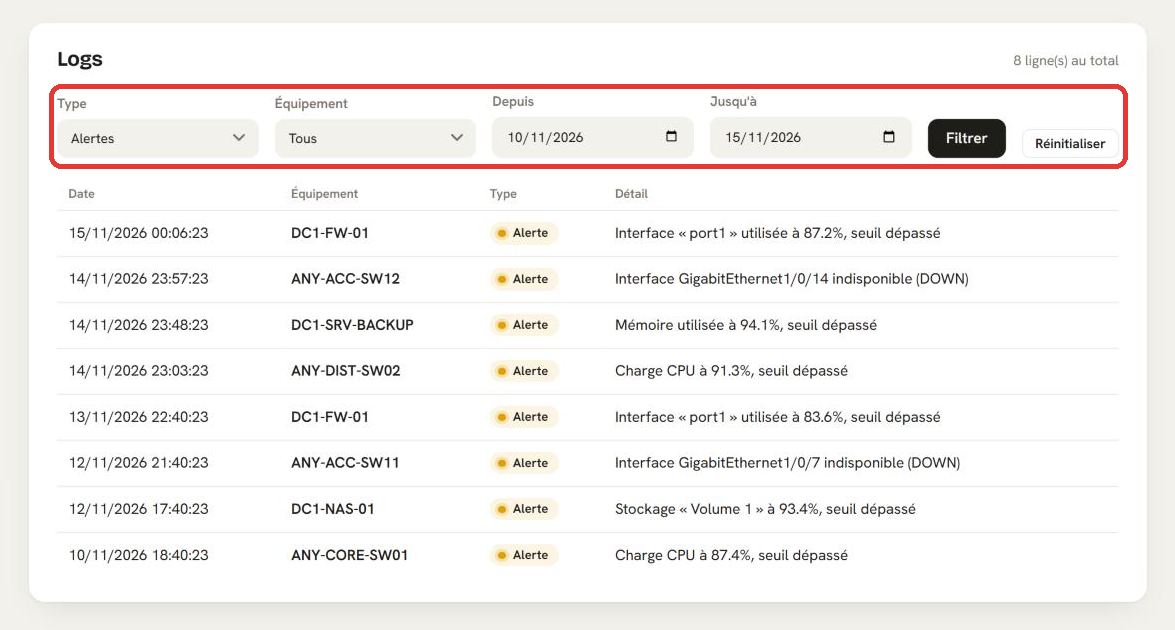 Logs
8 ligne(s) au total
Type Équipement Depuis Jusqu'à
Alertes Tous 10/11/2026 15/11/2026 Filtrer Réinitialiser
Date Équipement Type Détail
15/11/2026 00:06:23 DC1-FW-01 Alerte Interface « port1 » utilisée à 87.2%, seuil dépassé
14/11/2026 23:57:23 ANY-ACC-SW12 Alerte Interface GigabitEthernet1/0/14 indisponible (DOWN)
14/11/2026 23:48:23 DC1-SRV-BACKUP Alerte Mémoire utilisée à 94.1%, seuil dépassé
14/11/2026 23:03:23 ANY-DIST-SW02 Alerte Charge CPU à 91.3%, seuil dépassé
13/11/2026 22:40:23 DC1-FW-01 Alerte Interface « port1 » utilisée à 83.6%, seuil dépassé
12/11/2026 21:40:23 ANY-ACC-SW11 Alerte Interface GigabitEthernet1/0/7 indisponible (DOWN)
12/11/2026 17:40:23 DC1-NAS-01 Alerte Stockage « Volume 1 » à 93.4%, seuil dépassé
10/11/2026 18:40:23 ANY-CORE-SW01 Alerte Charge CPU à 87.4%, seuil dépassé